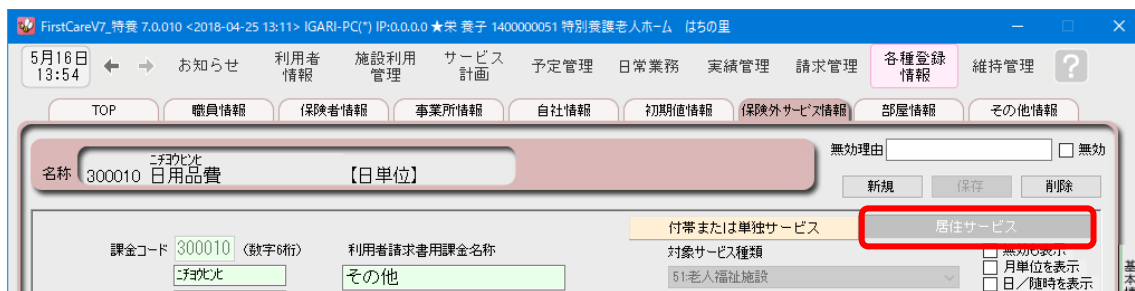 FirstCareV7_特養 7.0.010 <2018-04-25 13:11> IGARI-PC(*) IP:0.0.0.0 ★栄 養子 1400000051 特別養護老人ホーム はちの里
5月16日 13:54
お知らせ
利用者情報
施設利用管理
サービス計画
予定管理
日常業務
実績管理
請求管理
各種登録情報
維持管理
?
TOP
職員情報
保険者情報
事業所情報
自社情報
初期値情報
保険外サービス情報
部屋情報
その他情報
無効理由
無効
ニチヨウヒンヒ
名称 300010 日用品費 【日単位】
新規
保存
削除
付帯または単独サービス
居住サービス
課金コード 300010 (数字6桁)
利用者請求書用課金名称
対象サービス種類
無効も表示
ニチヨウヒンヒ
その他
51:老人福祉施設
月単位を表示
日/随時を表示